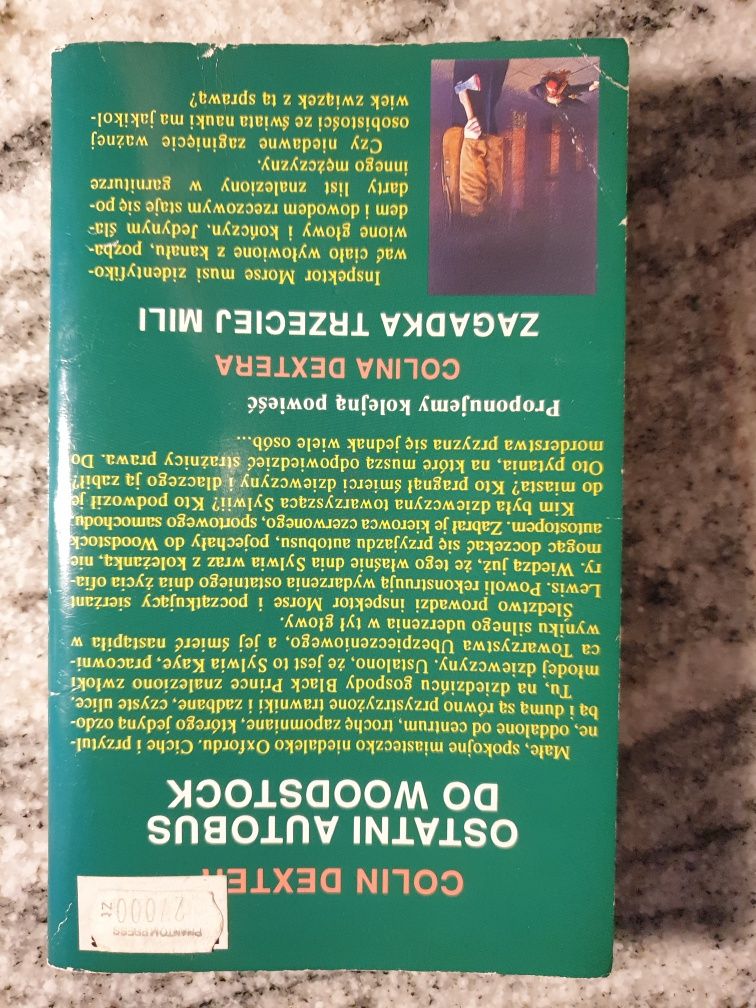 COLIN DEXTER
OSTATNI AUTOBUS
DO WOODSTOCK
Małe, spokojne miasteczko niedaleko Oxfordu. Ciche i przytul-
ne, oddalone od centrum, trochę zapomniane, którego jedyną ozdo-
bą i dumą są równo przystrzyżone trawniki i zadbane, czyste ulice.
Tu, na dziedzińcu gospody Black Prince znaleziono zwłoki
młodej dziewczyny. Ustalono, że jest to Sylwia Kaye, pracowni-
ca Towarzystwa Ubezpieczeniowego, a jej śmierć nastąpiła w
wyniku silnego uderzenia w tył głowy.
Śledztwo prowadzi inspektor Morse i początkujący sierżant
Lewis. Powoli rekonstruują wydarzenia ostatniego dnia życia ofia-
ry. Wiedzą już, że tego właśnie dnia Sylwia wraz z koleżanką, nie
mogąc doczekać się przyjazdu autobusu, pojechały do Woodstock
autostopem. Zabrał je kierowca czerwonego, sportowego samochodu.
Kim była dziewczyna towarzysząca Sylwii? Kto podwoził je
do miasta? Kto pragnął śmierci dziewczyny i dlaczego ją zabił?
Oto pytania, na które muszą odpowiedzieć strażnicy prawa. Do
morderstwa przyzna się jednak wiele osób...
Proponujemy kolejną powieść
COLINA DEXTERA
ZAGADKA TRZECIEJ MILI
Inspektor Morse musi zidentyfiko-
wać ciało wyłowione z kanału, pozba-
wione głowy i kończyn. Jedynym śla-
dem i dowodem rzeczowym staje się po-
darty list znaleziony w garniturze
innego mężczyzny.
Czy niedawne zaginięcie ważnej
osobistości ze świata nauki ma jakikol-
wiek związek z tą sprawą?
PHANTOM PRESS
27000 ZŁ